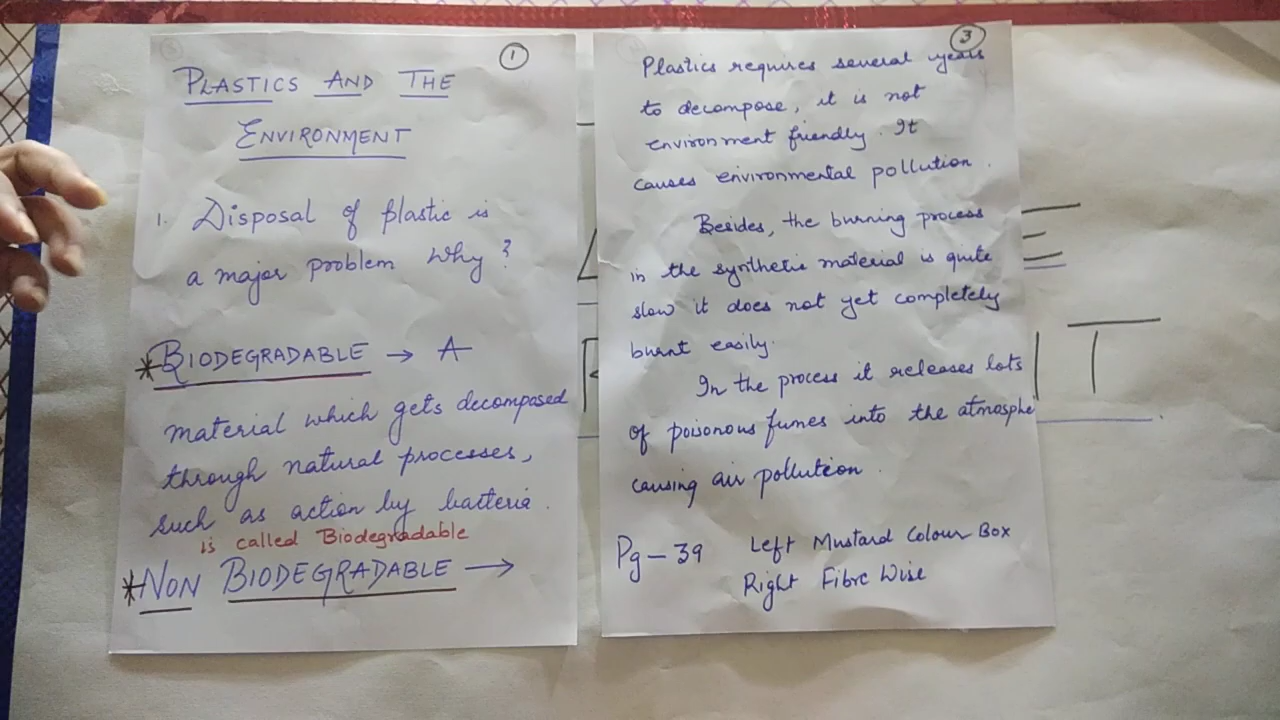 1
PLASTICS AND THE
ENVIRONMENT
1. Disposal of plastic is
a major problem Why?
*BIODEGRADABLE → A
material which gets decomposed
through natural processes,
such as action by bacteria.
is called Biodegradable
*NON BIODEGRADABLE →
3
Plastics requires several years
to decompose, it is not
environment friendly. It
causes environmental pollution.
Besides, the burning process
in the synthetic material is quite
slow it does not yet completely
burnt easily.
In the process it releases lots
of poisonous fumes into the atmosphe
causing air pollution.
Pg-39 Left Mustard Colour Box
Right Fibre Wise